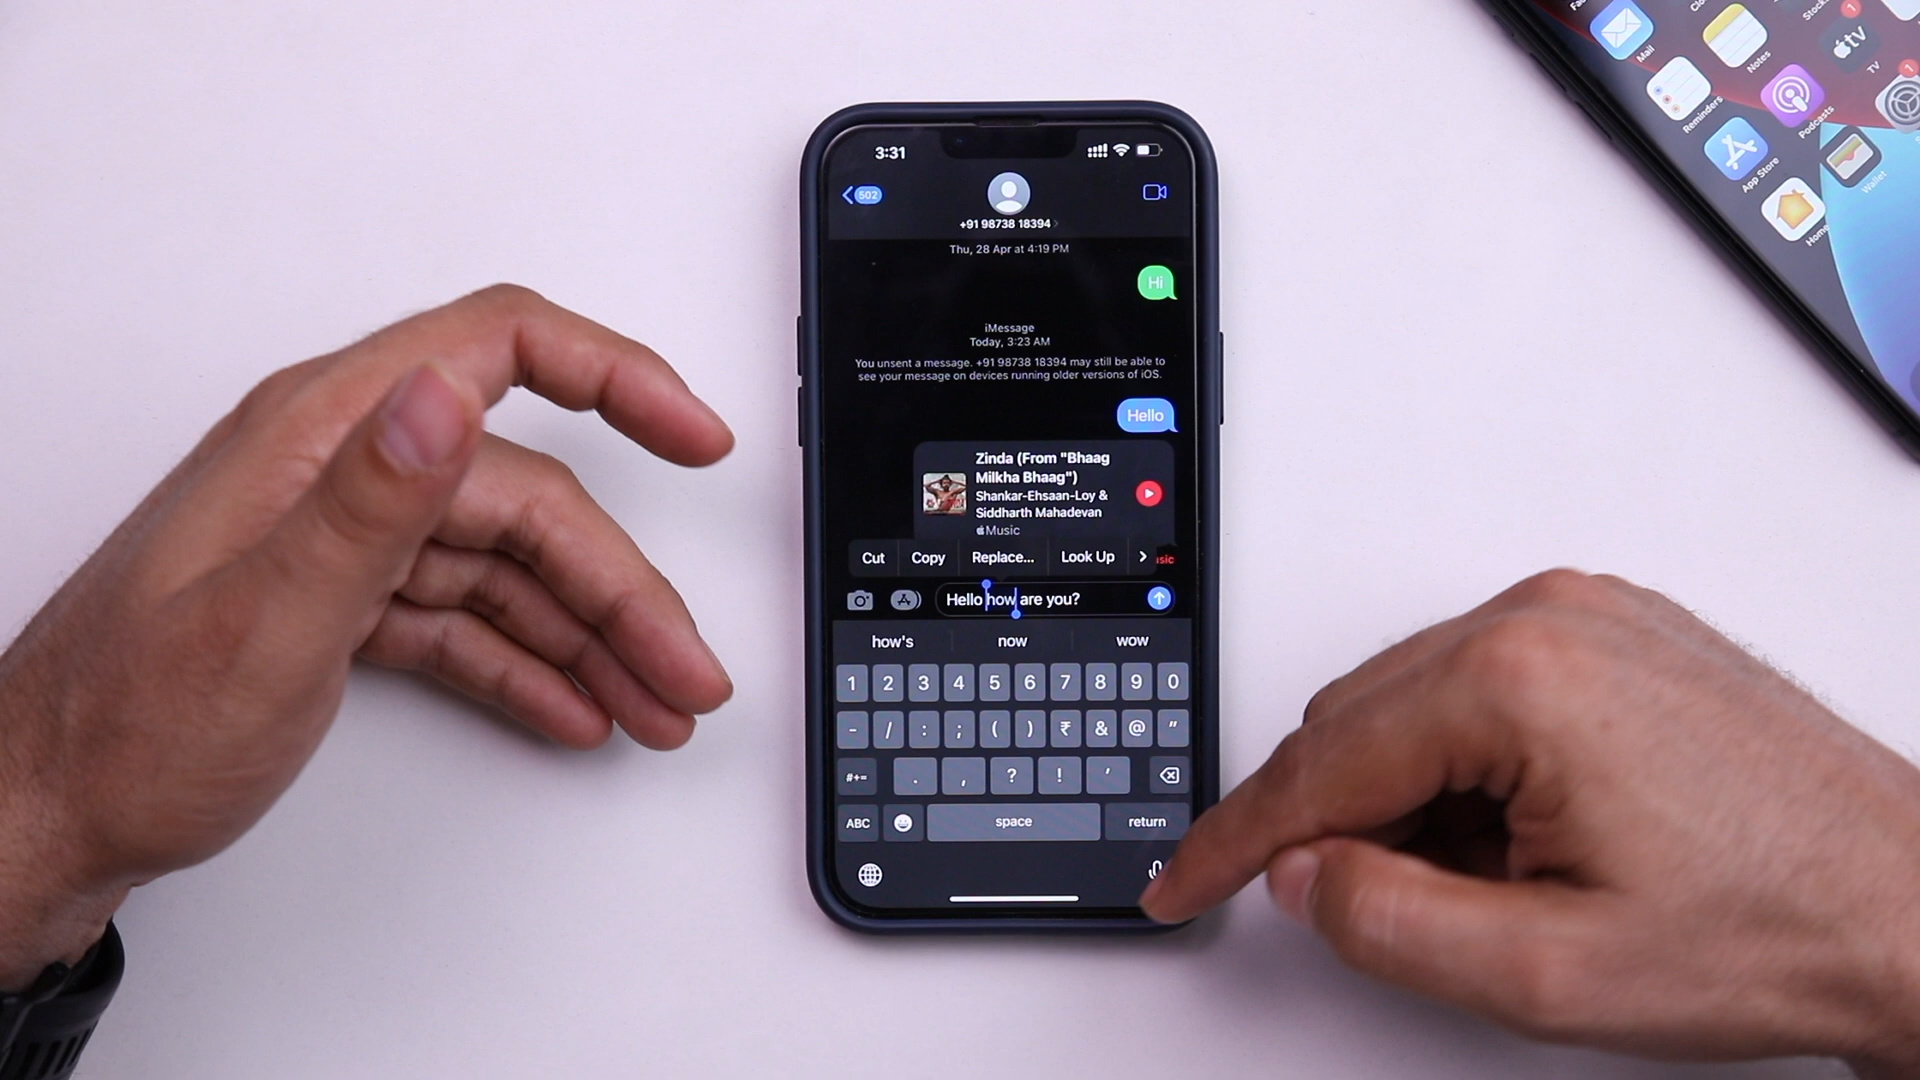 3:31
502
+91 98738 18394
Thu, 28 Apr at 4:19 PM
Hi
iMessage
Today, 3:23 AM
You unsent a message. +91 98738 18394 may still be able to
see your message on devices running older versions of iOS.
Hello
Zinda (From "Bhaag
Milkha Bhaag")
Shankar-Ehsaan-Loy &
Siddharth Mahadevan
Music
Cut Copy Replace... Look Up
Hello how are you?
how's now wow
1 2 3 4 5 6 7 8 9 0
- / : ; ( ) ₹ & @ "
#+= . , ? ! '
ABC space return
Mail
Notes
Stocks
1
tv
TV
Reminders
Podcasts
1
App Store
Wallet
Home